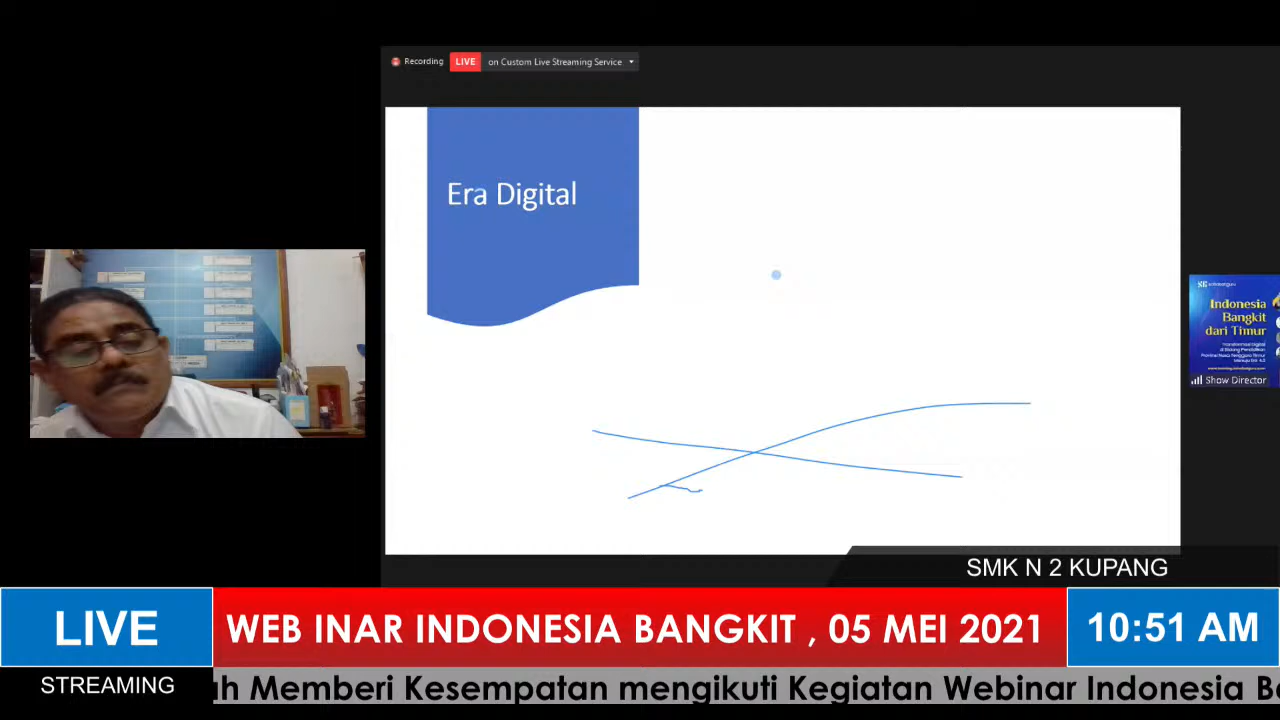 Recording LIVE on Custom Live Streaming Service
Era Digital
Indonesia
Bangkit
dari Timur
Show Director
SMK N 2 KUPANG
LIVE
WEB INAR INDONESIA BANGKIT , 05 MEI 2021
10:51 AM
STREAMING
h Memberi Kesempatan mengikuti Kegiatan Webinar Indonesia